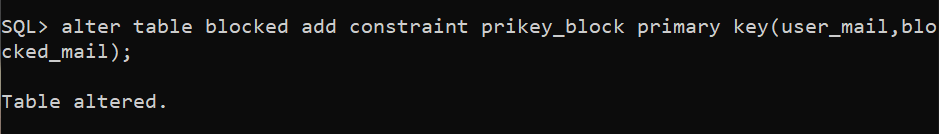 SQL> alter table blocked add constraint prikey_block primary key(user_mail,blo
cked_mail);
Table altered.